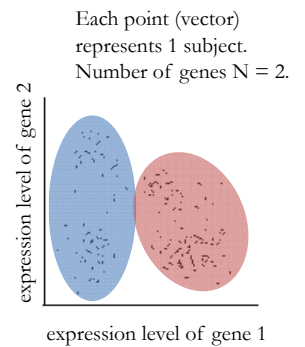 Each point (vector)
represents 1 subject.
Number of genes N = 2.
expression level of gene 2
expression level of gene 1